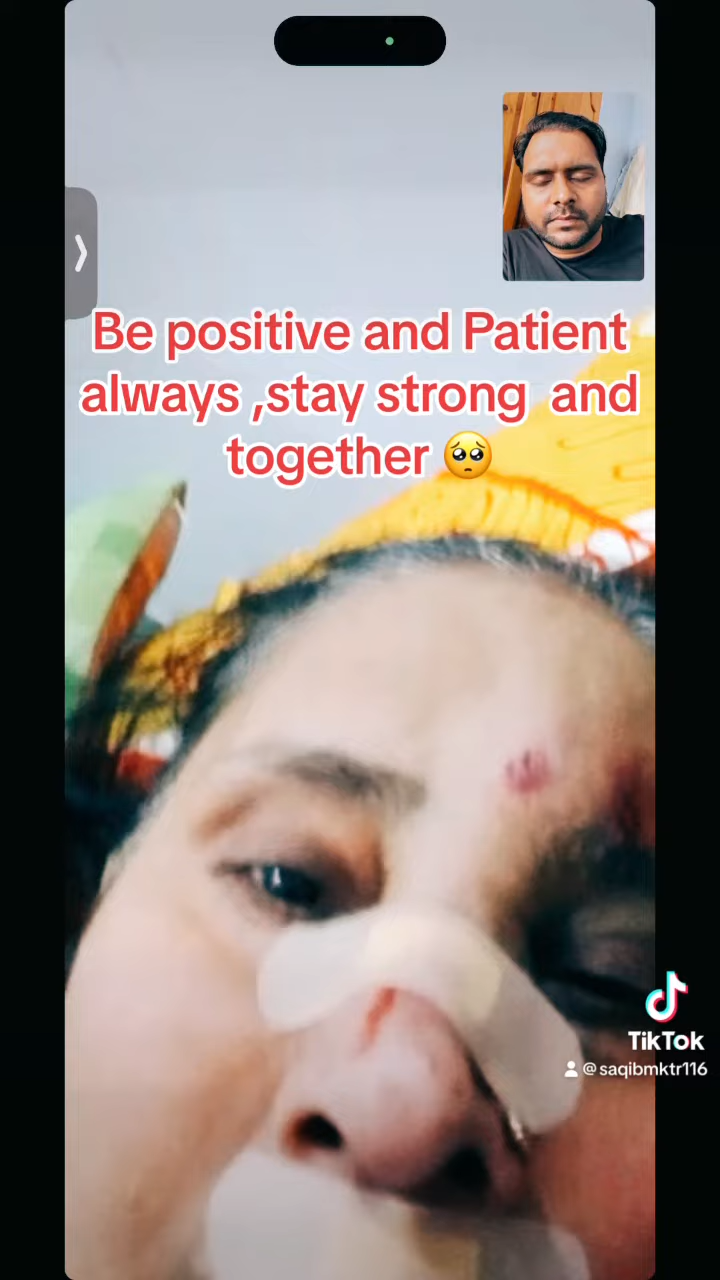 Be positive and Patient
always ,stay strong  and
together 🥺
TikTok
@saqibmktr116